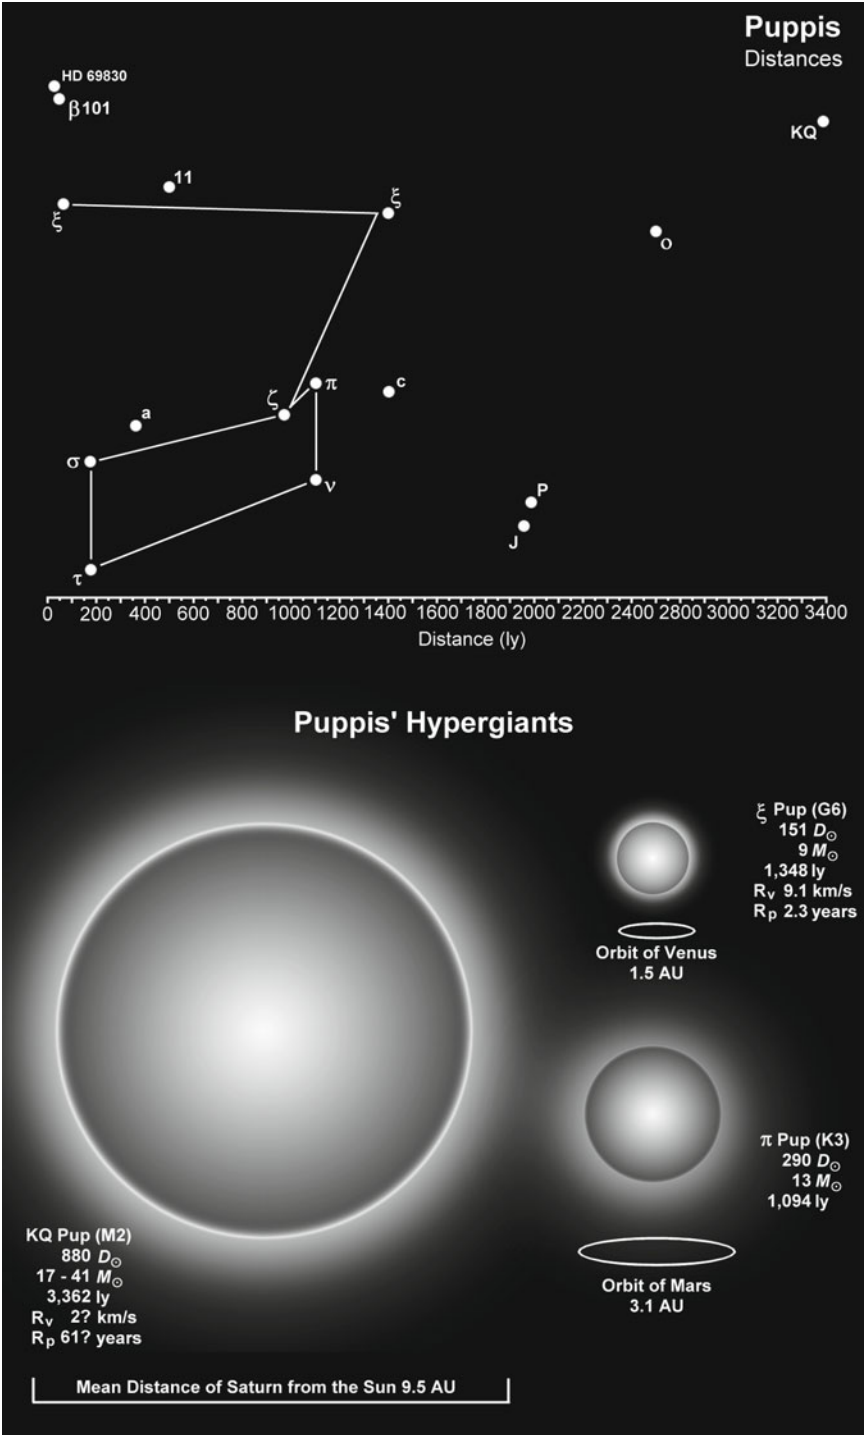 Puppis
Distances
HD 69830
β101
KQ
11
ξ
ξ
ο
π
c
ζ
a
σ
ν
P
J
τ
0 200 400 600 800 1000 1200 1400 1600 1800 2000 2200 2400 2800 3000 3200 3400
Distance (ly)
Puppis' Hypergiants
ξ Pup (G6)
151 D☉
9 M☉
1,348 ly
Rv 9.1 km/s
Rp 2.3 years
Orbit of Venus
1.5 AU
π Pup (K3)
290 D☉
13 M☉
1,094 ly
Orbit of Mars
3.1 AU
KQ Pup (M2)
880 D☉
17 - 41 M☉
3,362 ly
Rv 2? km/s
Rp 61? years
Mean Distance of Saturn from the Sun 9.5 AU